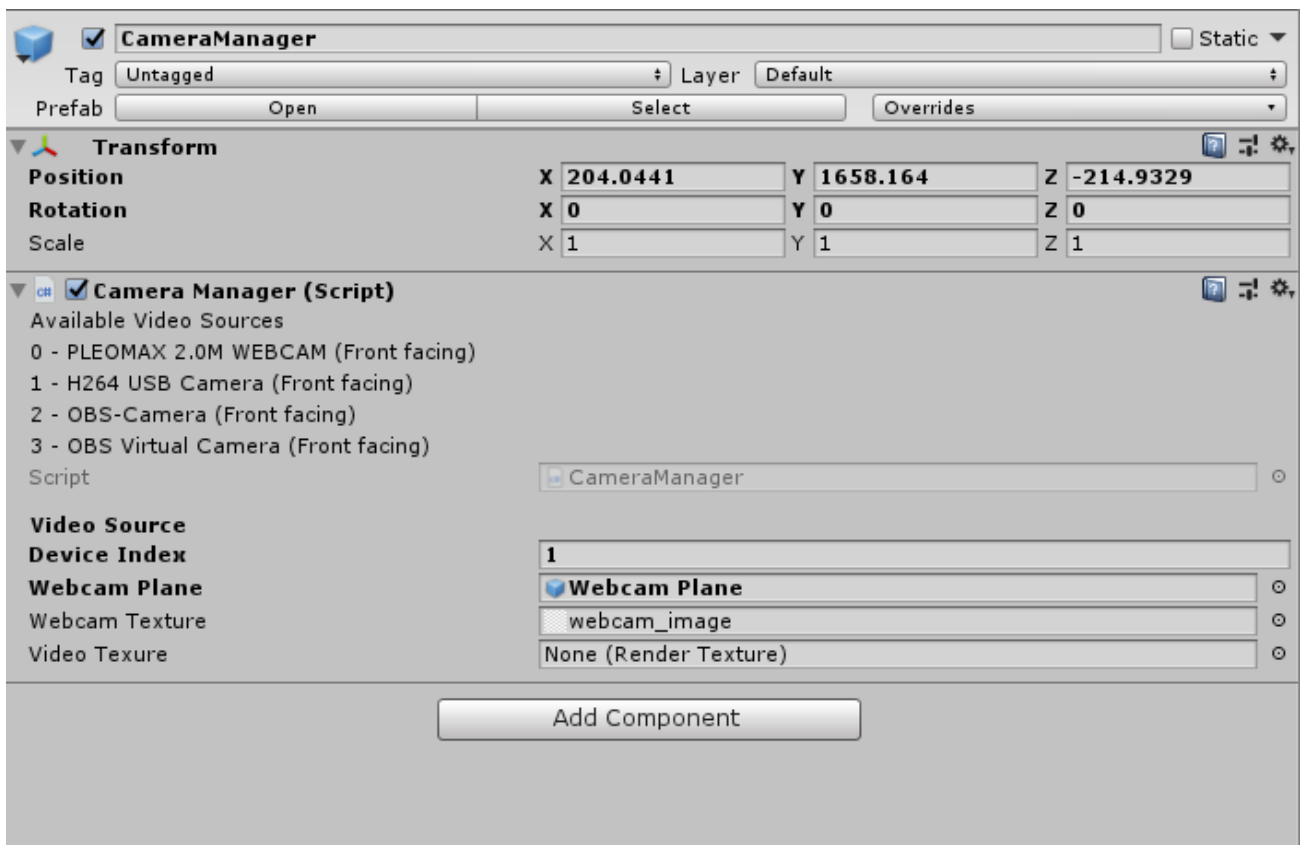 CameraManager Static
Tag Untagged Layer Default
Prefab Open Select Overrides
Transform
Position X 204.0441 Y 1658.164 Z -214.9329
Rotation X 0 Y 0 Z 0
Scale X 1 Y 1 Z 1
C# Camera Manager (Script)
Available Video Sources
0 - PLEOMAX 2.0M WEBCAM (Front facing)
1 - H264 USB Camera (Front facing)
2 - OBS-Camera (Front facing)
3 - OBS Virtual Camera (Front facing)
Script CameraManager
Video Source
Device Index 1
Webcam Plane Webcam Plane
Webcam Texture webcam_image
Video Texure None (Render Texture)
Add Component